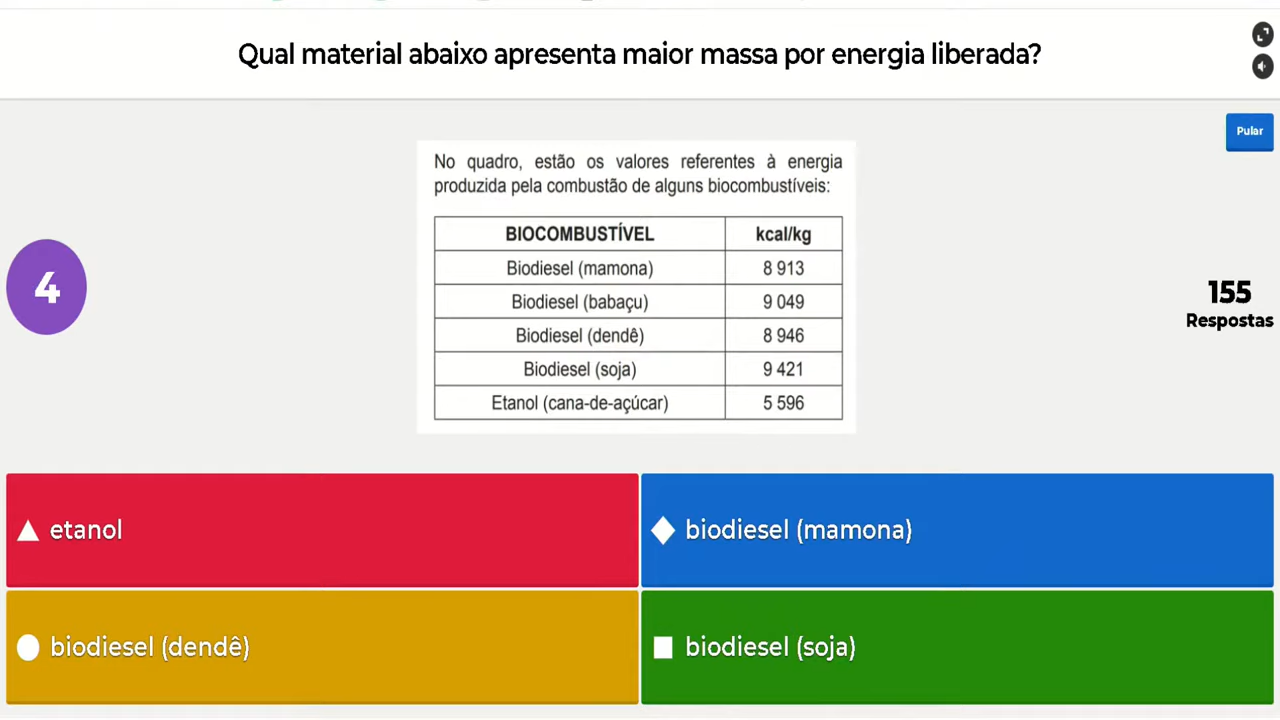 Qual material abaixo apresenta maior massa por energia liberada?
Pular
No quadro, estão os valores referentes à energia
produzida pela combustão de alguns biocombustíveis:
BIOCOMBUSTÍVEL kcal/kg
Biodiesel (mamona) 8 913
Biodiesel (babaçu) 9 049
Biodiesel (dendê) 8 946
Biodiesel (soja) 9 421
Etanol (cana-de-açúcar) 5 596
4
155
Respostas
etanol
biodiesel (mamona)
biodiesel (dendê)
biodiesel (soja)